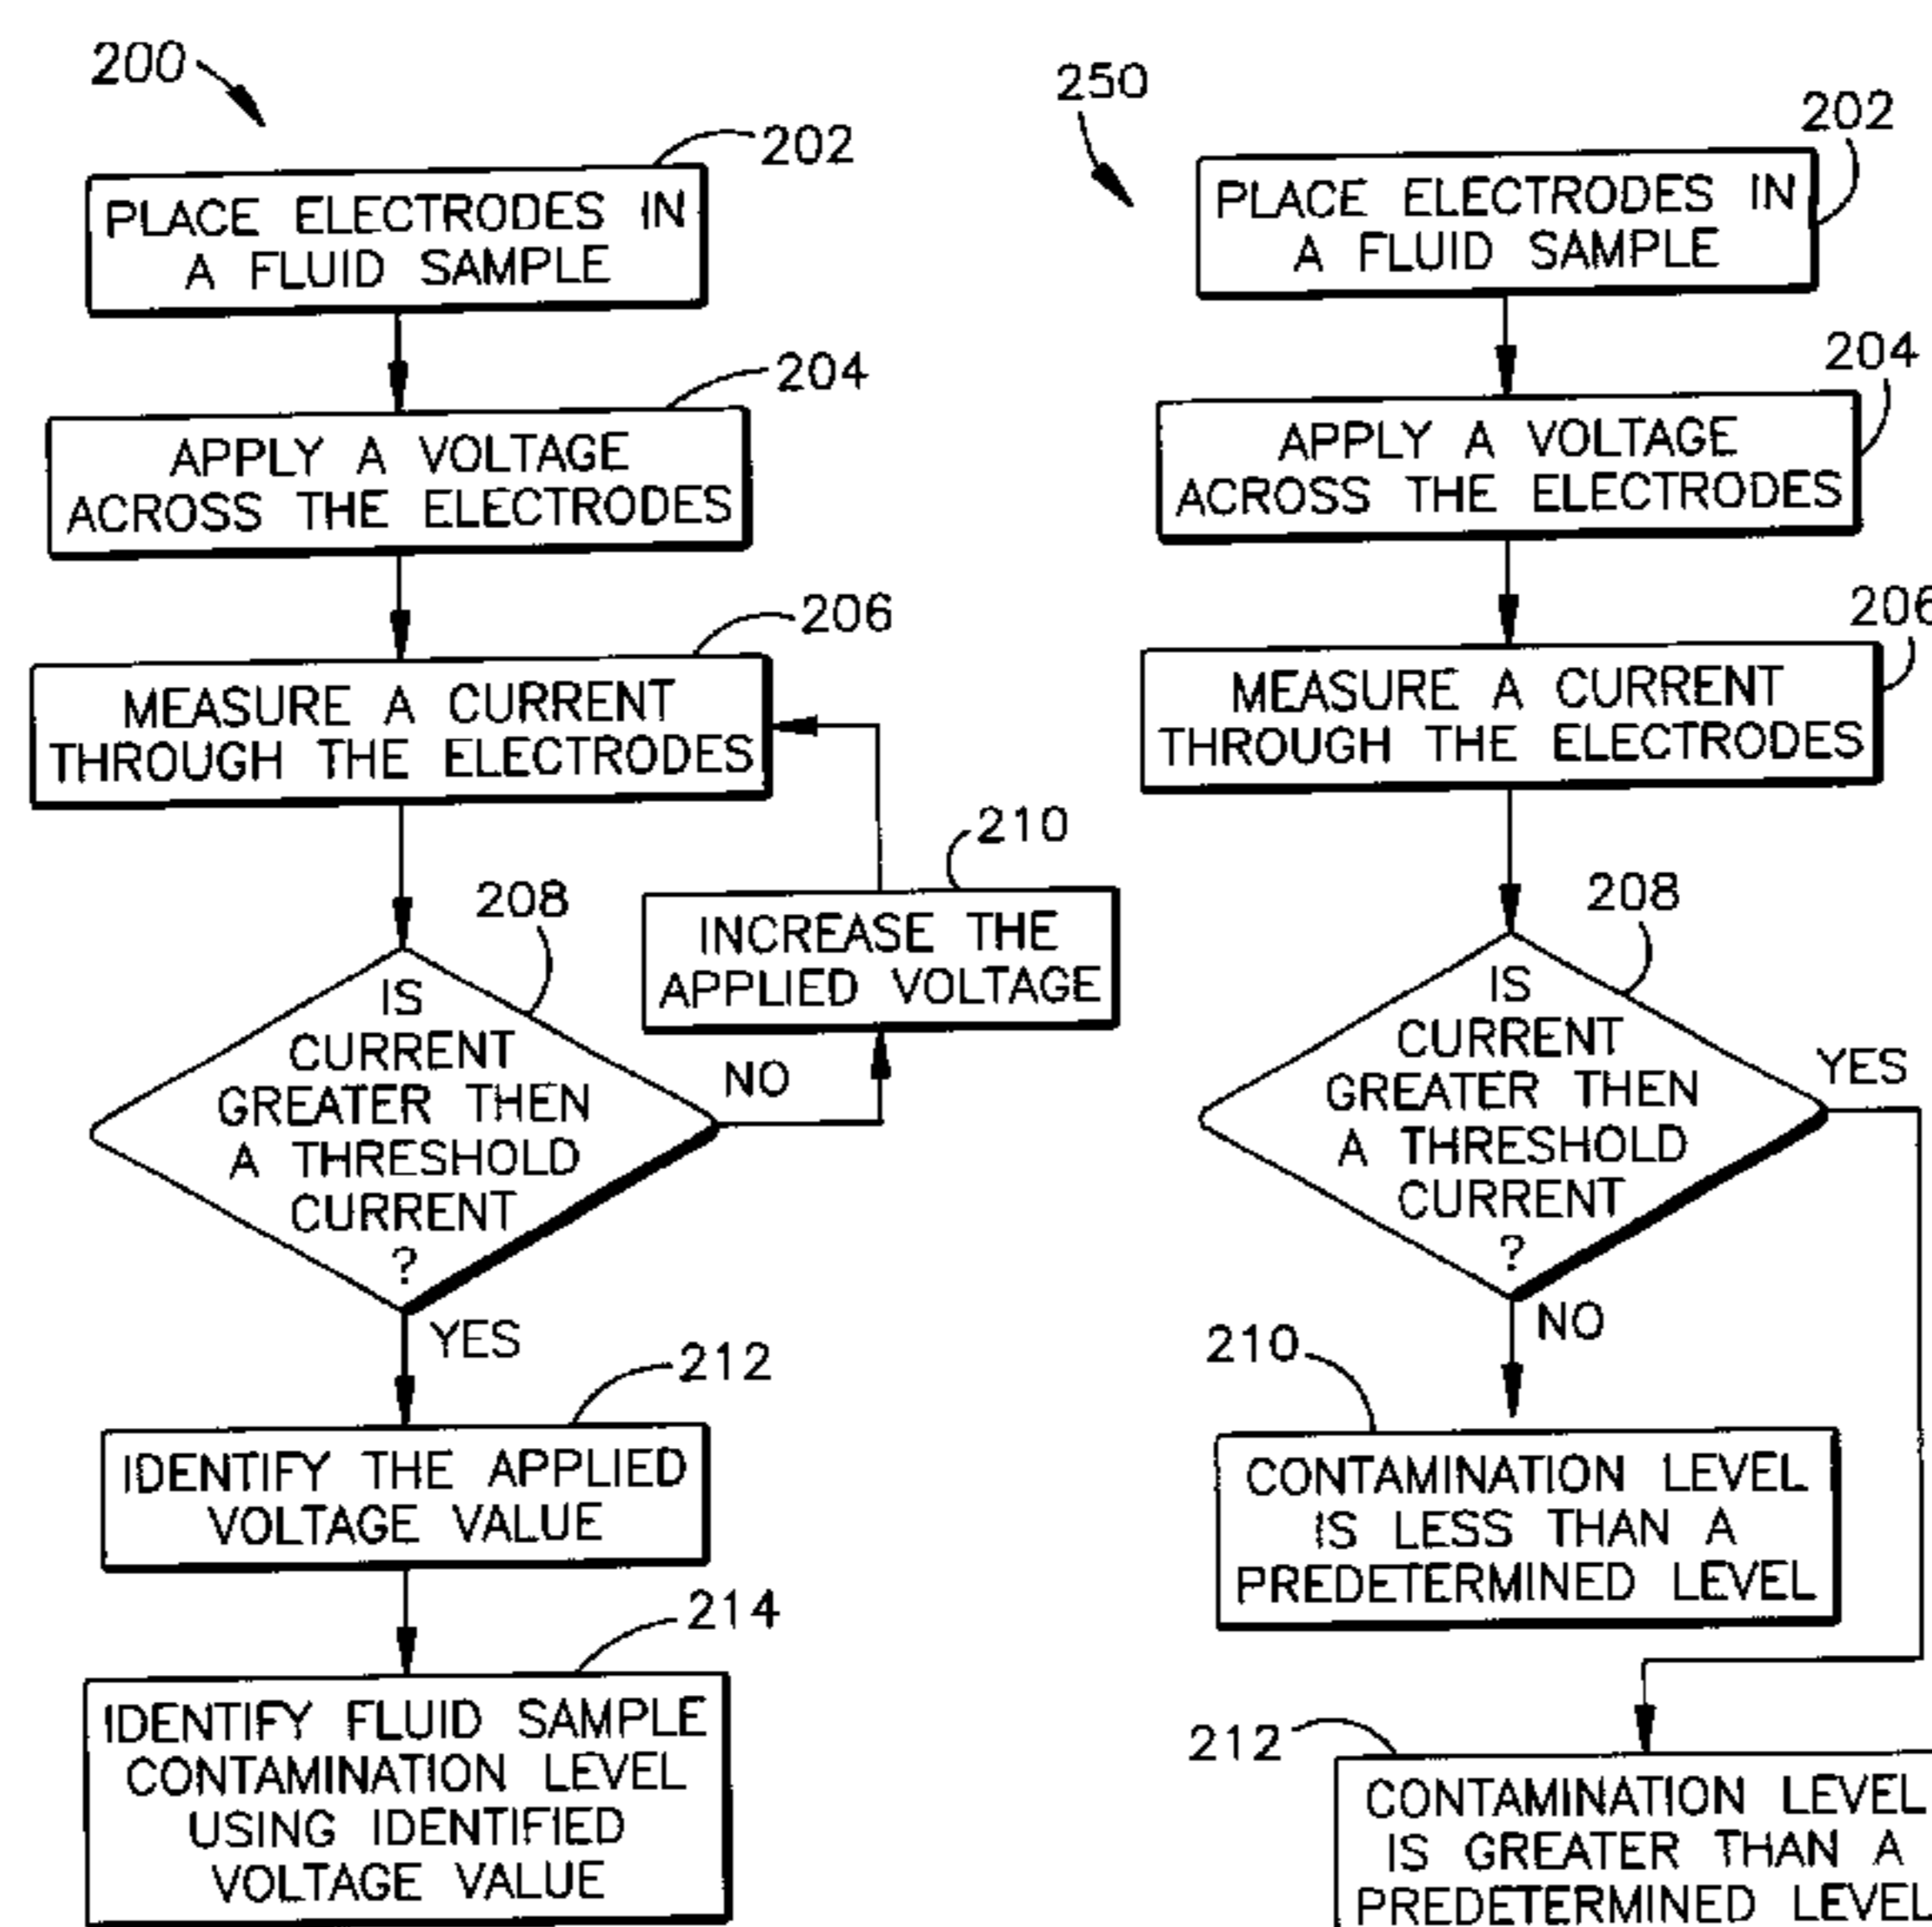 200
202
PLACE ELECTRODES IN
A FLUID SAMPLE
204
APPLY A VOLTAGE
ACROSS THE ELECTRODES
206
MEASURE A CURRENT
THROUGH THE ELECTRODES
210
INCREASE THE
APPLIED VOLTAGE
208
IS
CURRENT
GREATER THEN
A THRESHOLD
CURRENT
?
NO
YES
212
IDENTIFY THE APPLIED
VOLTAGE VALUE
214
IDENTIFY FLUID SAMPLE
CONTAMINATION LEVEL
USING IDENTIFIED
VOLTAGE VALUE
250
202
PLACE ELECTRODES IN
A FLUID SAMPLE
204
APPLY A VOLTAGE
ACROSS THE ELECTRODES
206
MEASURE A CURRENT
THROUGH THE ELECTRODES
208
IS
CURRENT
GREATER THEN
A THRESHOLD
CURRENT
?
YES
NO
210
CONTAMINATION LEVEL
IS LESS THAN A
PREDETERMINED LEVEL
212
CONTAMINATION LEVEL
IS GREATER THAN A
PREDETERMINED LEVEL